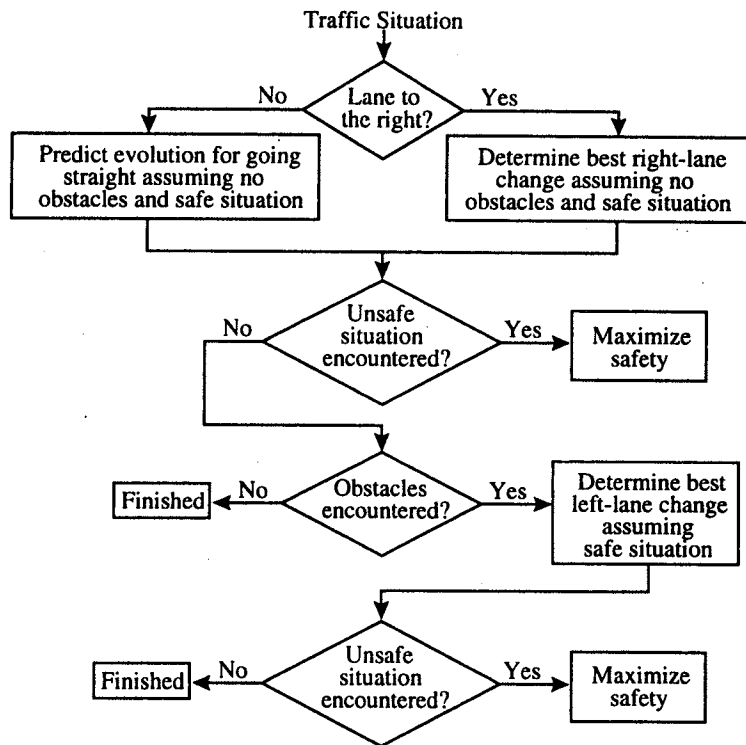 Traffic Situation
No
Lane to
the right?
Yes
Predict evolution for going
straight assuming no
obstacles and safe situation
Determine best right-lane
change assuming no
obstacles and safe situation
No
Unsafe
situation
encountered?
Yes
Maximize
safety
Finished
No
Obstacles
encountered?
Yes
Determine best
left-lane change
assuming
safe situation
Finished
No
Unsafe
situation
encountered?
Yes
Maximize
safety